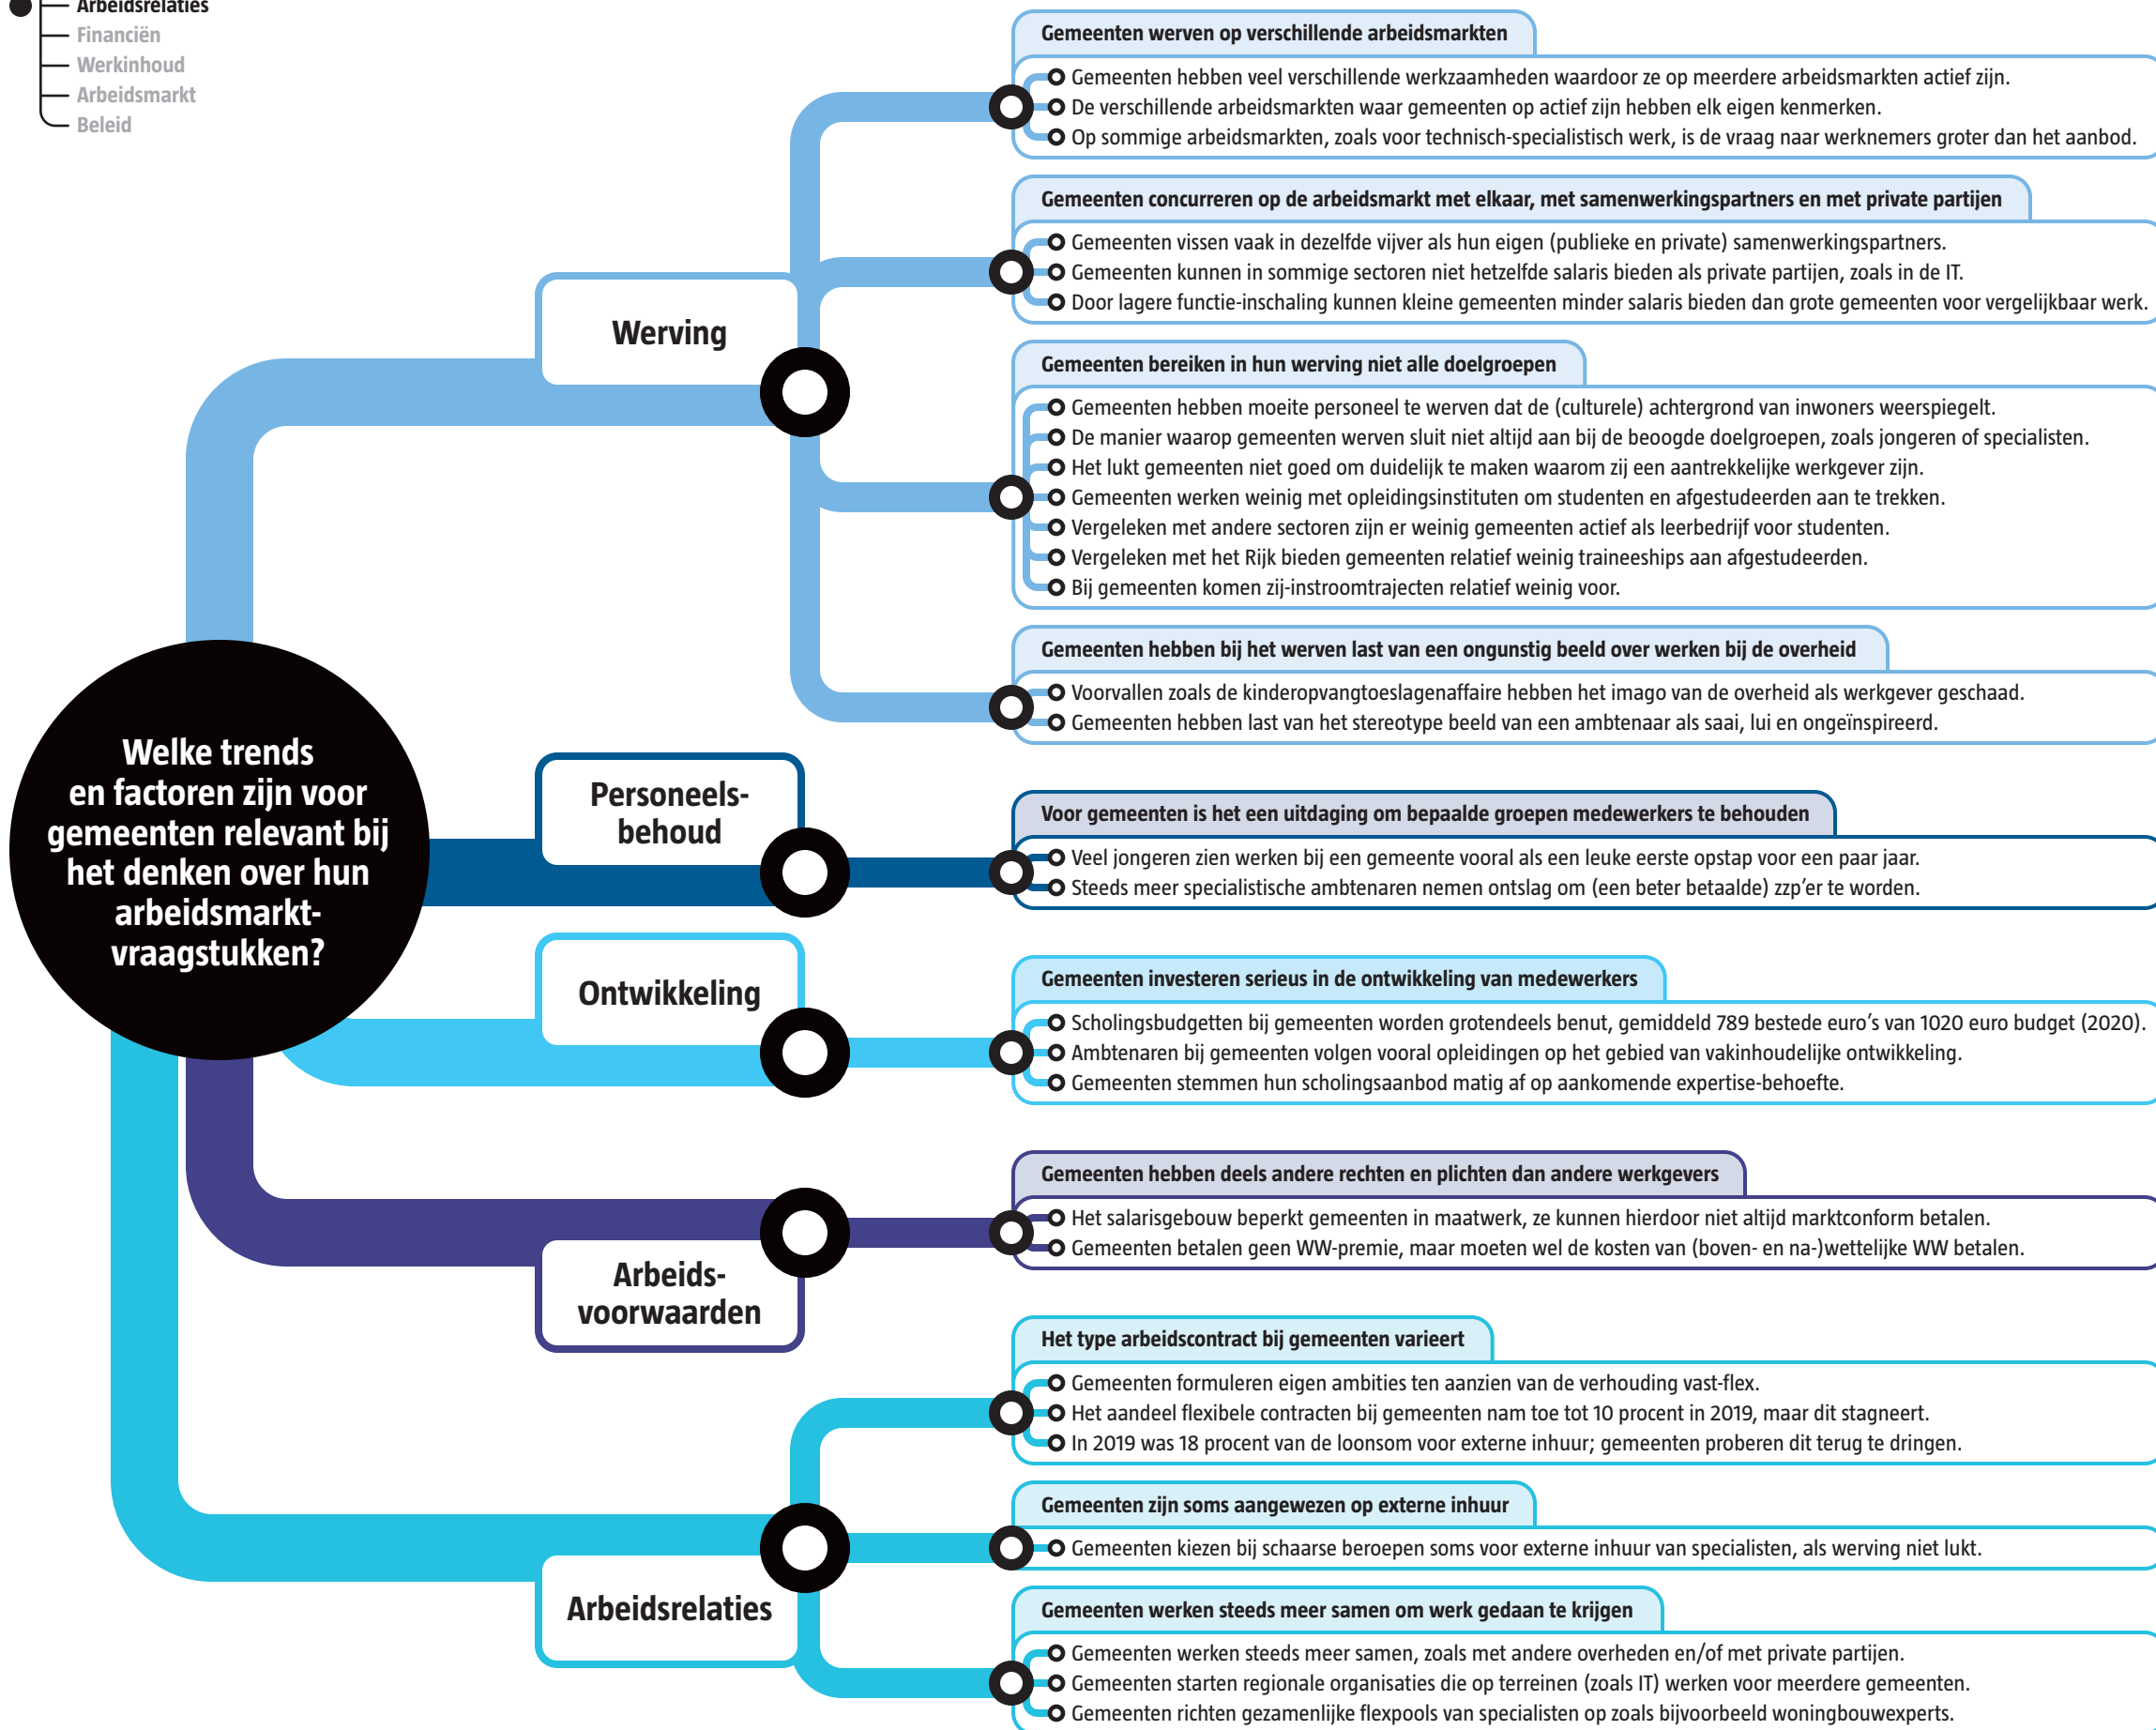 Arbeidsrelaties
Financiën
Werkinhoud
Arbeidsmarkt
Beleid
Welke trends
en factoren zijn voor
gemeenten relevant bij
het denken over hun
arbeidsmarkt-
vraagstukken?
Werving
Gemeenten werven op verschillende arbeidsmarkten
Gemeenten hebben veel verschillende werkzaamheden waardoor ze op meerdere arbeidsmarkten actief zijn.
De verschillende arbeidsmarkten waar gemeenten op actief zijn hebben elk eigen kenmerken.
Op sommige arbeidsmarkten, zoals voor technisch-specialistisch werk, is de vraag naar werknemers groter dan het aanbod.
Gemeenten concurreren op de arbeidsmarkt met elkaar, met samenwerkingspartners en met private partijen
Gemeenten vissen vaak in dezelfde vijver als hun eigen (publieke en private) samenwerkingspartners.
Gemeenten kunnen in sommige sectoren niet hetzelfde salaris bieden als private partijen, zoals in de IT.
Door lagere functie-inschaling kunnen kleine gemeenten minder salaris bieden dan grote gemeenten voor vergelijkbaar werk.
Gemeenten bereiken in hun werving niet alle doelgroepen
Gemeenten hebben moeite personeel te werven dat de (culturele) achtergrond van inwoners weerspiegelt.
De manier waarop gemeenten werven sluit niet altijd aan bij de beoogde doelgroepen, zoals jongeren of specialisten.
Het lukt gemeenten niet goed om duidelijk te maken waarom zij een aantrekkelijke werkgever zijn.
Gemeenten werken weinig met opleidingsinstituten om studenten en afgestudeerden aan te trekken.
Vergeleken met andere sectoren zijn er weinig gemeenten actief als leerbedrijf voor studenten.
Vergeleken met het Rijk bieden gemeenten relatief weinig traineeships aan afgestudeerden.
Bij gemeenten komen zij-instroomtrajecten relatief weinig voor.
Gemeenten hebben bij het werven last van een ongunstig beeld over werken bij de overheid
Voorvallen zoals de kinderopvangtoeslagenaffaire hebben het imago van de overheid als werkgever geschaad.
Gemeenten hebben last van het stereotype beeld van een ambtenaar als saai, lui en ongeïnspireerd.
Personeels-
behoud
Voor gemeenten is het een uitdaging om bepaalde groepen medewerkers te behouden
Veel jongeren zien werken bij een gemeente vooral als een leuke eerste opstap voor een paar jaar.
Steeds meer specialistische ambtenaren nemen ontslag om (een beter betaalde) zzp’er te worden.
Ontwikkeling
Gemeenten investeren serieus in de ontwikkeling van medewerkers
Scholingsbudgetten bij gemeenten worden grotendeels benut, gemiddeld 789 bestede euro’s van 1020 euro budget (2020).
Ambtenaren bij gemeenten volgen vooral opleidingen op het gebied van vakinhoudelijke ontwikkeling.
Gemeenten stemmen hun scholingsaanbod matig af op aankomende expertise-behoefte.
Arbeids-
voorwaarden
Gemeenten hebben deels andere rechten en plichten dan andere werkgevers
Het salarisgebouw beperkt gemeenten in maatwerk, ze kunnen hierdoor niet altijd marktconform betalen.
Gemeenten betalen geen WW-premie, maar moeten wel de kosten van (boven- en na-)wettelijke WW betalen.
Arbeidsrelaties
Het type arbeidscontract bij gemeenten varieert
Gemeenten formuleren eigen ambities ten aanzien van de verhouding vast-flex.
Het aandeel flexibele contracten bij gemeenten nam toe tot 10 procent in 2019, maar dit stagneert.
In 2019 was 18 procent van de loonsom voor externe inhuur; gemeenten proberen dit terug te dringen.
Gemeenten zijn soms aangewezen op externe inhuur
Gemeenten kiezen bij schaarse beroepen soms voor externe inhuur van specialisten, als werving niet lukt.
Gemeenten werken steeds meer samen om werk gedaan te krijgen
Gemeenten werken steeds meer samen, zoals met andere overheden en/of met private partijen.
Gemeenten starten regionale organisaties die op terreinen (zoals IT) werken voor meerdere gemeenten.
Gemeenten richten gezamenlijke flexpools van specialisten op zoals bijvoorbeeld woningbouwexperts.